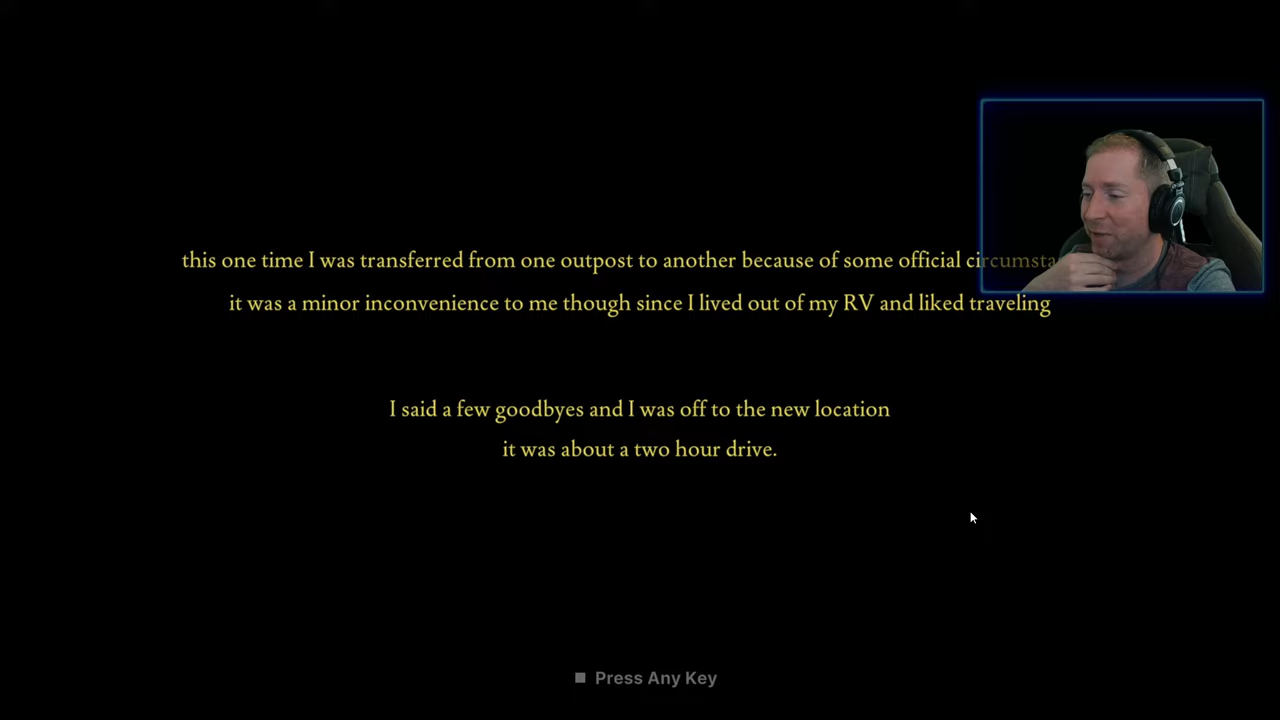 this one time I was transferred from one outpost to another because of some official
it was a minor inconvenience to me though since I lived out of my RV and liked traveling
I said a few goodbyes and I was off to the new location
it was about a two hour drive.
Press Any Key